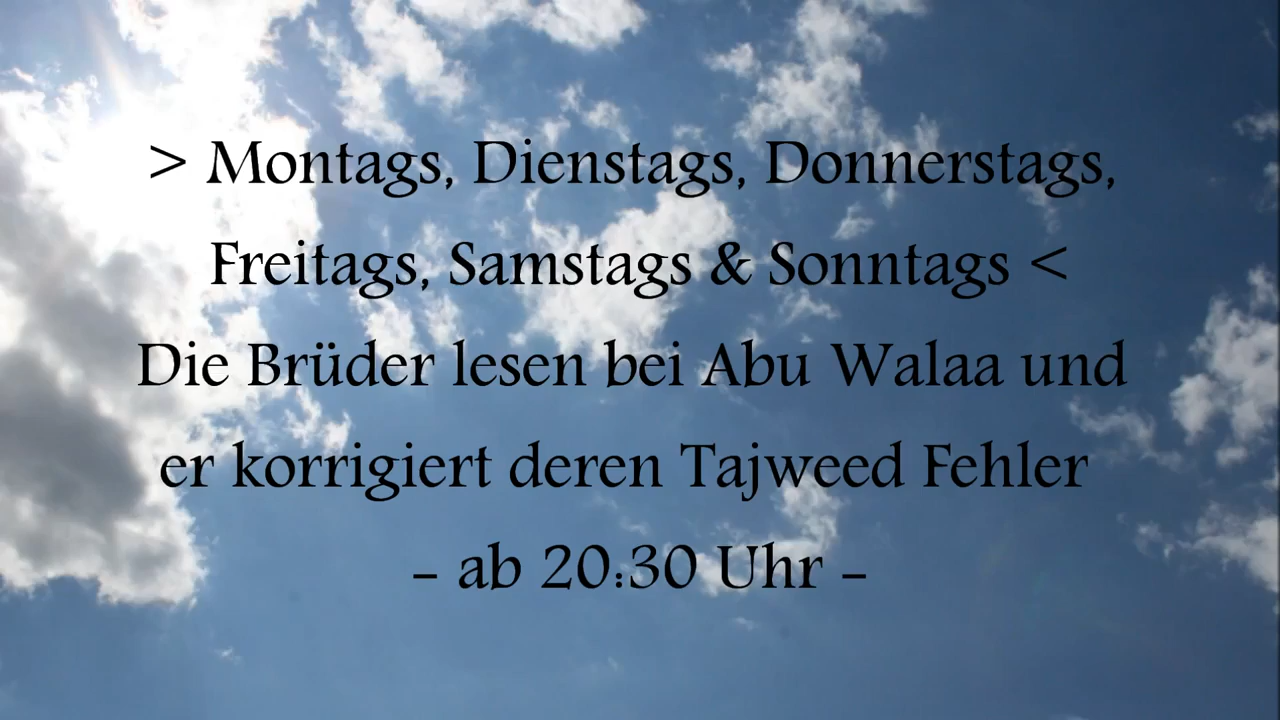 > Montags, Dienstags, Donnerstags,
Freitags, Samstags & Sonntags <
Die Brüder lesen bei Abu Walaa und
er korrigiert deren Tajweed Fehler
- ab 20:30 Uhr -